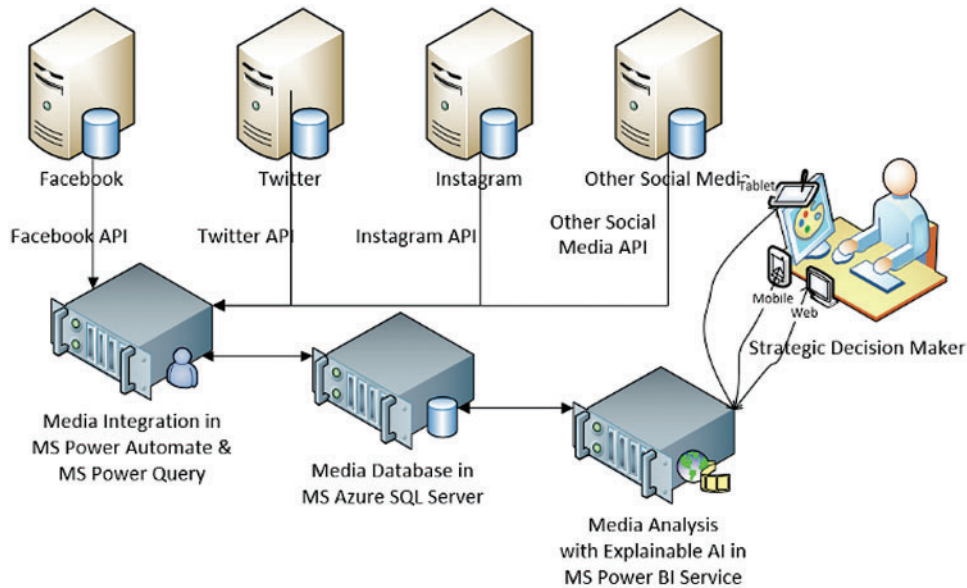 Facebook
Twitter
Instagram
Other Social Media
Tablet
Facebook API
Twitter API
Instagram API
Other Social
Media API
Mobile
Web
Strategic Decision Maker
Media Integration in
MS Power Automate &
MS Power Query
Media Database in
MS Azure SQL Server
Media Analysis
with Explainable AI in
MS Power BI Service